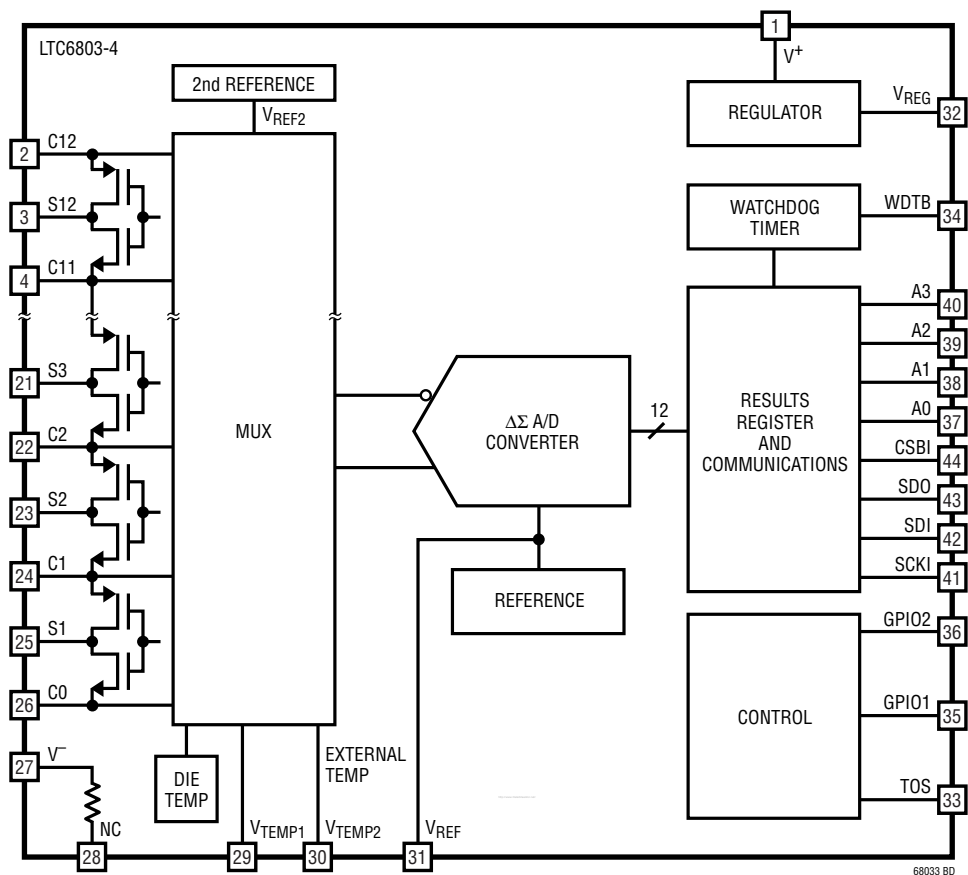 1
V+
LTC6803-4
2nd REFERENCE
VREF2
REGULATOR
VREG
32
2
C12
3
S12
4
C11
WATCHDOG
TIMER
WDTB
34
21
S3
22
C2
23
S2
24
C1
25
S1
26
C0
27
V–
NC
28
MUX
ΔΣ A/D
CONVERTER
12
REFERENCE
RESULTS
REGISTER
AND
COMMUNICATIONS
A3
40
A2
39
A1
38
A0
37
CSBI
44
SDO
43
SDI
42
SCKI
41
CONTROL
GPIO2
36
GPIO1
35
TOS
33
DIE
TEMP
EXTERNAL
TEMP
VTEMP1
29
VTEMP2
30
VREF
31
68033 BD